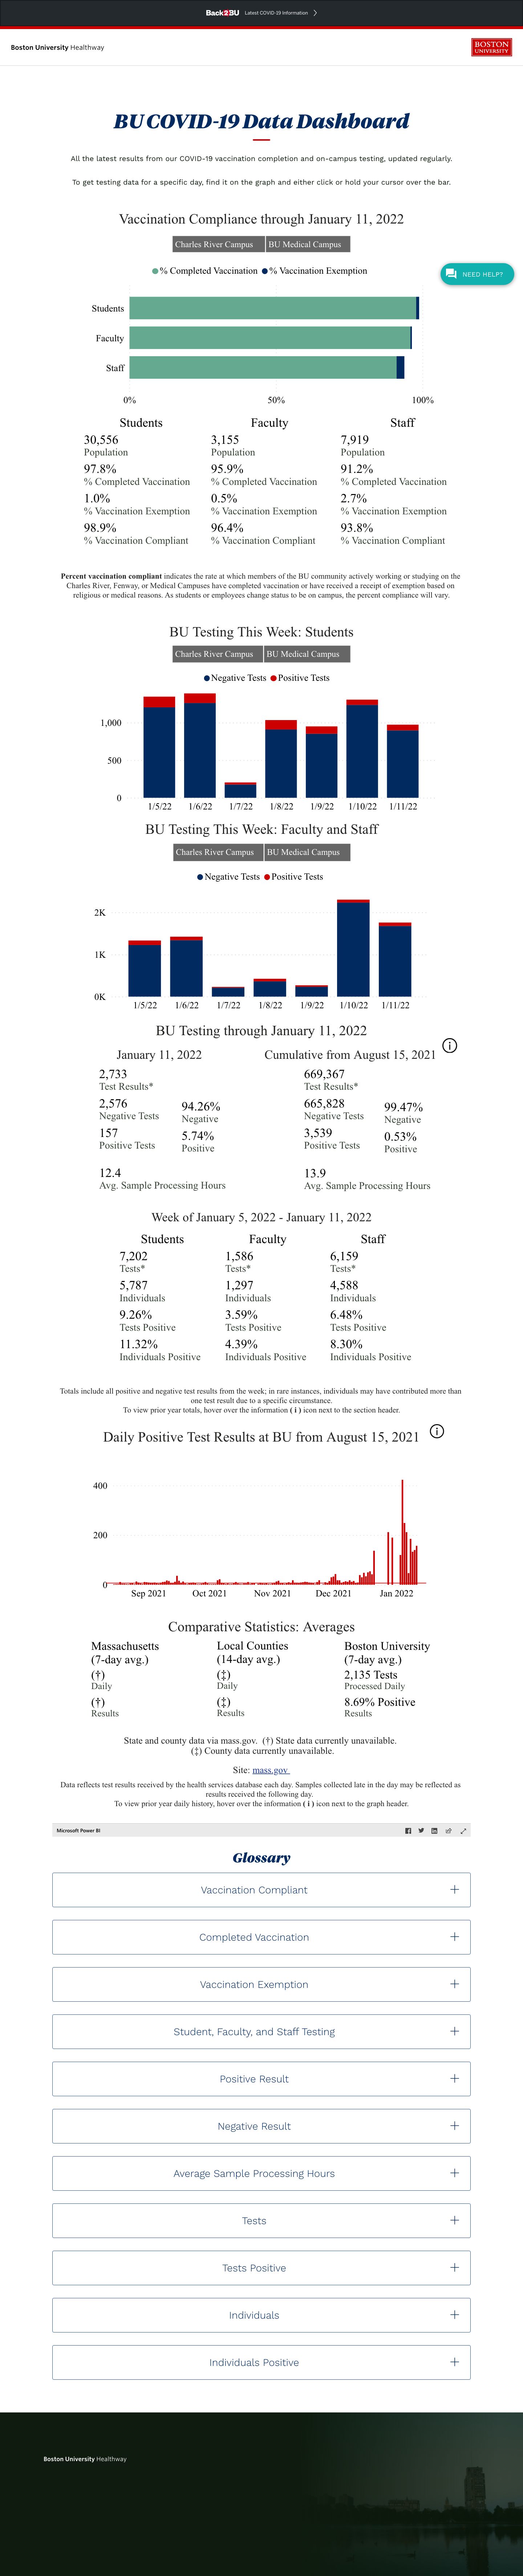 Back2BU Latest COVID-19 Information
Boston University Healthway
BOSTON
UNIVERSITY
BU COVID-19 Data Dashboard
All the latest results from our COVID-19 vaccination completion and on-campus testing, updated regularly.
To get testing data for a specific day, find it on the graph and either click or hold your cursor over the bar.
Vaccination Compliance through January 11, 2022
Charles River Campus BU Medical Campus
% Completed Vaccination % Vaccination Exemption
NEED HELP?
Students
Faculty
Staff
0% 50% 100%
Students Faculty Staff
30,556 3,155 7,919
Population Population Population
97.8% 95.9% 91.2%
% Completed Vaccination % Completed Vaccination % Completed Vaccination
1.0% 0.5% 2.7%
% Vaccination Exemption % Vaccination Exemption % Vaccination Exemption
98.9% 96.4% 93.8%
% Vaccination Compliant % Vaccination Compliant % Vaccination Compliant
Percent vaccination compliant indicates the rate at which members of the BU community actively working or studying on the
Charles River, Fenway, or Medical Campuses have completed vaccination or have received a receipt of exemption based on
religious or medical reasons. As students or employees change status to be on campus, the percent compliance will vary.
BU Testing This Week: Students
Charles River Campus BU Medical Campus
Negative Tests Positive Tests
1,000
500
0
1/5/22 1/6/22 1/7/22 1/8/22 1/9/22 1/10/22 1/11/22
BU Testing This Week: Faculty and Staff
Charles River Campus BU Medical Campus
Negative Tests Positive Tests
2K
1K
0K
1/5/22 1/6/22 1/7/22 1/8/22 1/9/22 1/10/22 1/11/22
BU Testing through January 11, 2022
January 11, 2022 Cumulative from August 15, 2021
2,733 669,367
Test Results* Test Results*
2,576 94.26% 665,828 99.47%
Negative Tests Negative Negative Tests Negative
157 5.74% 3,539 0.53%
Positive Tests Positive Positive Tests Positive
12.4 13.9
Avg. Sample Processing Hours Avg. Sample Processing Hours
Week of January 5, 2022 - January 11, 2022
Students Faculty Staff
7,202 1,586 6,159
Tests* Tests* Tests*
5,787 1,297 4,588
Individuals Individuals Individuals
9.26% 3.59% 6.48%
Tests Positive Tests Positive Tests Positive
11.32% 4.39% 8.30%
Individuals Positive Individuals Positive Individuals Positive
Totals include all positive and negative test results from the week; in rare instances, individuals may have contributed more than
one test result due to a specific circumstance.
To view prior year totals, hover over the information ( i ) icon next to the section header.
Daily Positive Test Results at BU from August 15, 2021
400
200
0
Sep 2021 Oct 2021 Nov 2021 Dec 2021 Jan 2022
Comparative Statistics: Averages
Massachusetts Local Counties Boston University
(7-day avg.) (14-day avg.) (7-day avg.)
(†) (‡) 2,135 Tests
Daily Daily Processed Daily
(†) (‡) 8.69% Positive
Results Results Results
State and county data via mass.gov. (†) State data currently unavailable.
(‡) County data currently unavailable.
Site: mass.gov
Data reflects test results received by the health services database each day. Samples collected late in the day may be reflected as
results received the following day.
To view prior year daily history, hover over the information ( i ) icon next to the graph header.
Microsoft Power BI
Glossary
Vaccination Compliant
Completed Vaccination
Vaccination Exemption
Student, Faculty, and Staff Testing
Positive Result
Negative Result
Average Sample Processing Hours
Tests
Tests Positive
Individuals
Individuals Positive
Boston University Healthway